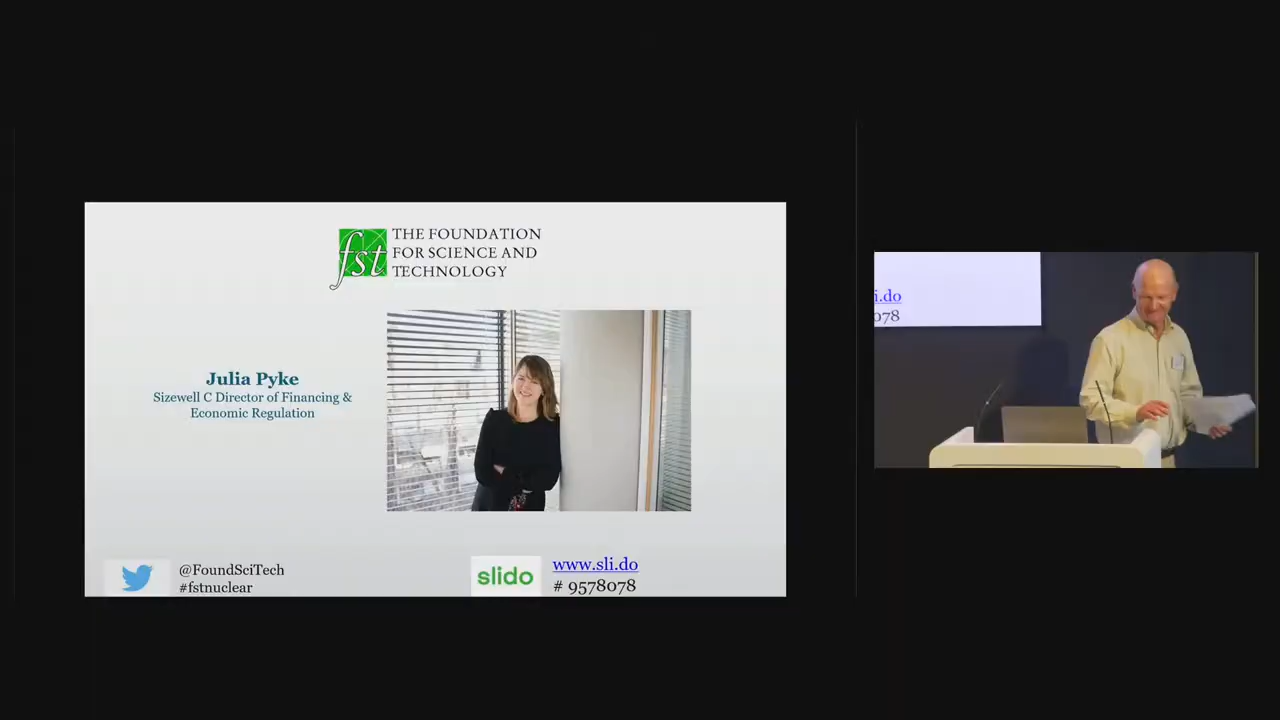 fst
THE FOUNDATION
FOR SCIENCE AND
TECHNOLOGY
Julia Pyke
Sizewell C Director of Financing &
Economic Regulation
@FoundSciTech
#fstnuclear
slido
www.sli.do
# 9578078
i.do
078